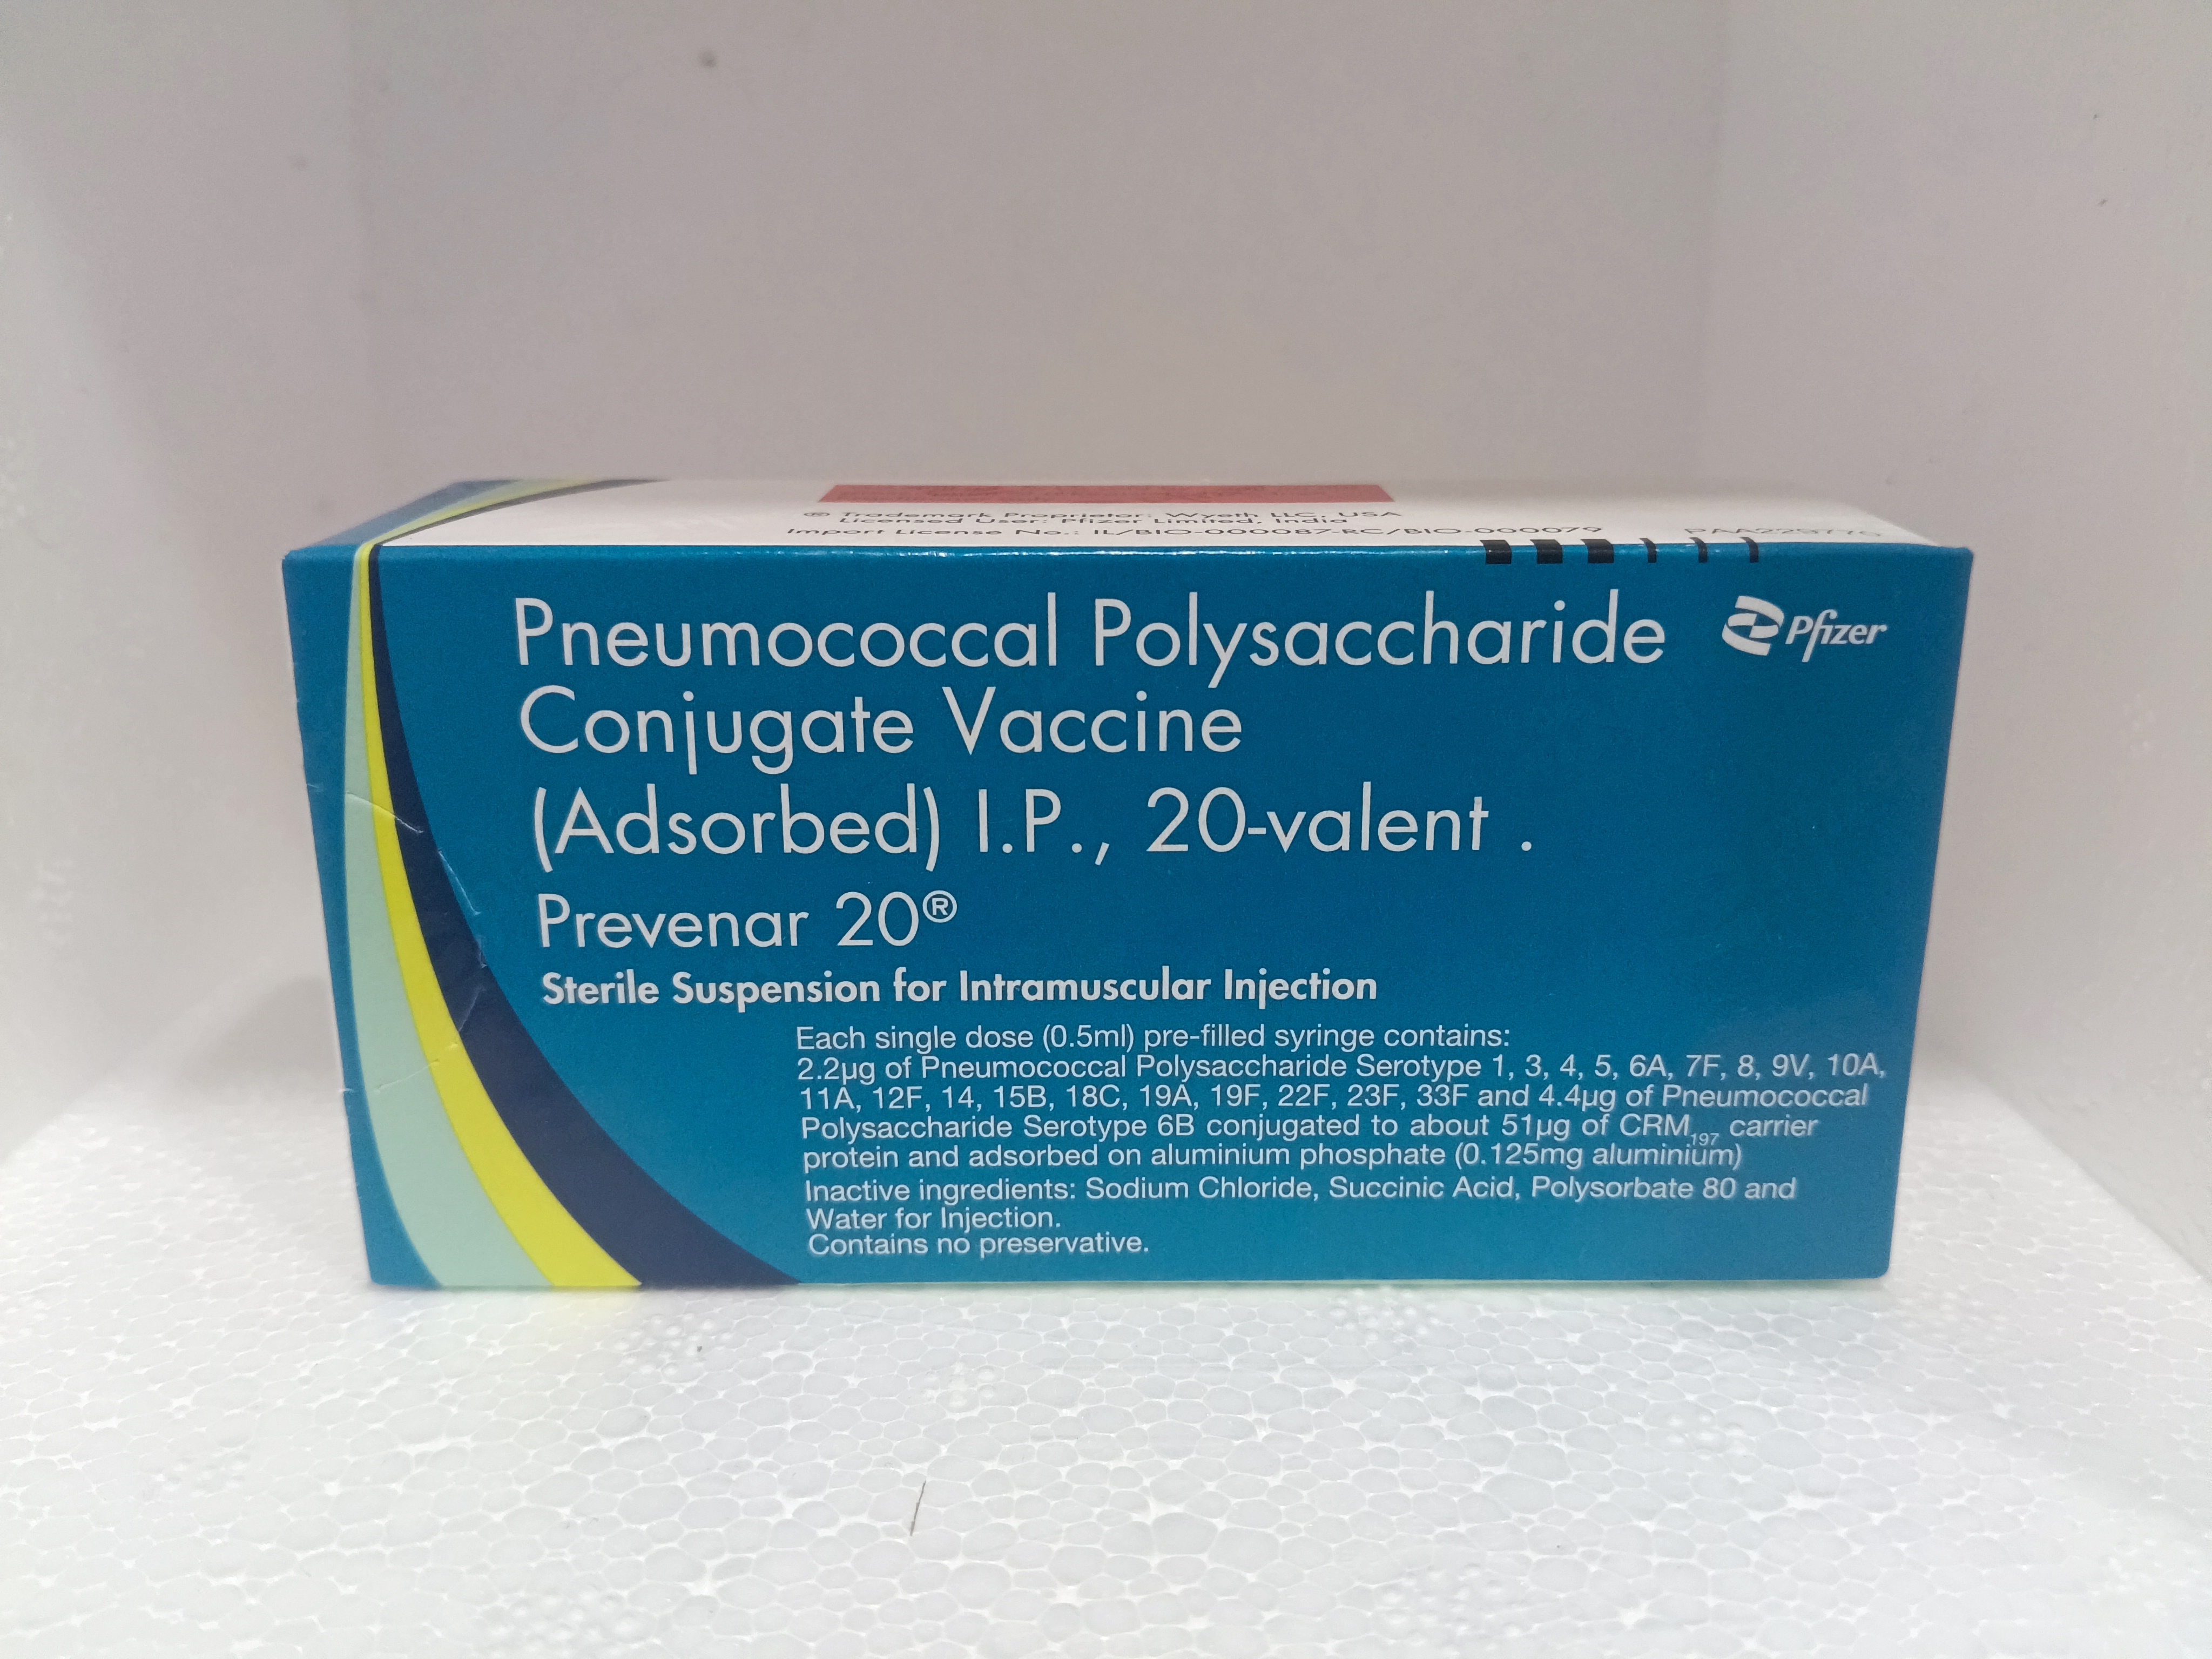 ® Trademark Proprietor: Wyeth LLC, USA
Licensed User: Pfizer Limited, India
Import License No.: IL/BIO-000087-RC/BIO-000079
Pneumococcal Polysaccharide
Pfizer
Conjugate Vaccine
(Adsorbed) I.P., 20-valent .
Prevenar 20®
Sterile Suspension for Intramuscular Injection
Each single dose (0.5ml) pre-filled syringe contains:
2.2µg of Pneumococcal Polysaccharide Serotype 1, 3, 4, 5, 6A, 7F, 8, 9V, 10A,
11A, 12F, 14, 15B, 18C, 19A, 19F, 22F, 23F, 33F and 4.4µg of Pneumococcal
Polysaccharide Serotype 6B conjugated to about 51µg of CRM₁₉₇ carrier
protein and adsorbed on aluminium phosphate (0.125mg aluminium)
Inactive ingredients: Sodium Chloride, Succinic Acid, Polysorbate 80 and
Water for Injection.
Contains no preservative.